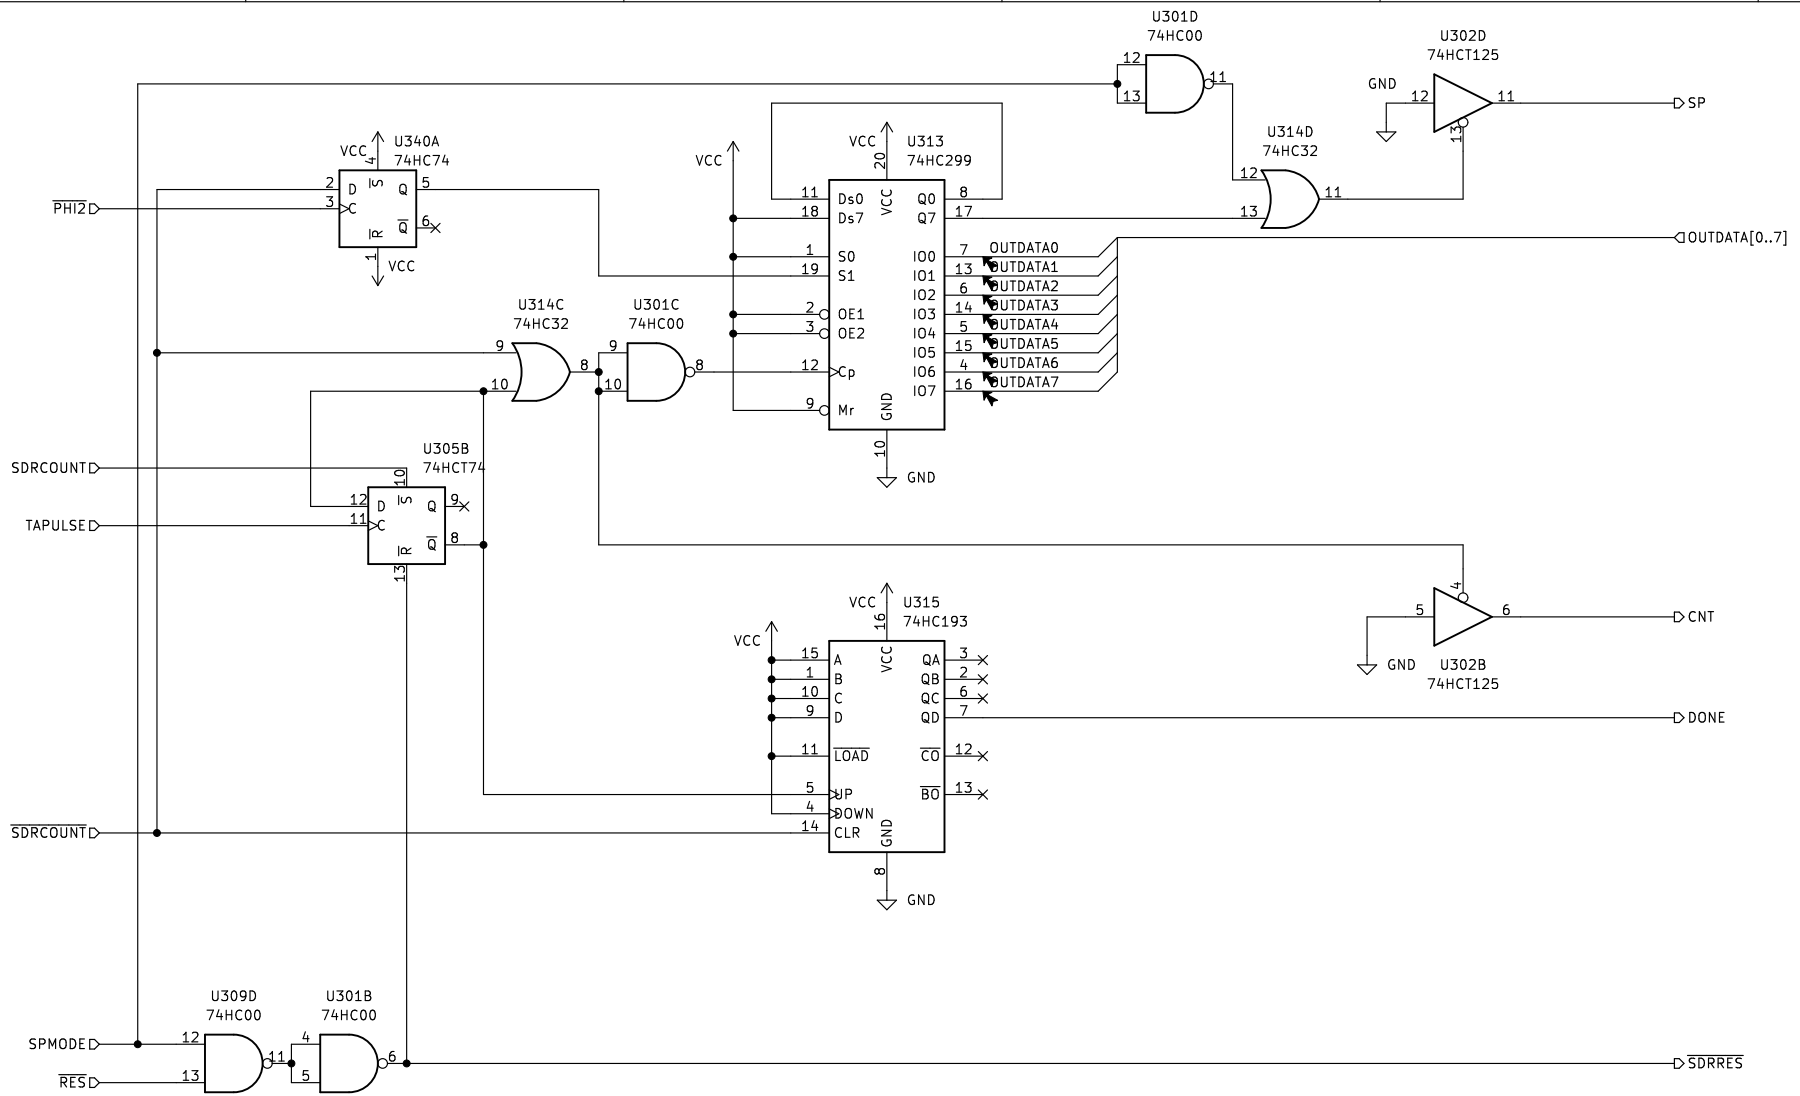 U301D
74HC00
12
13
11
U302D
74HCT125
GND
12
11
13
SP
U340A
74HC74
VCC
4
2
D
S
Q
5
PHI2
3
C
Q
6
R
1
VCC
VCC
VCC
20
U313
74HC299
11
Ds0
VCC
Q0
8
18
Ds7
Q7
17
1
S0
IO0
7
OUTDATA0
19
S1
IO1
13
OUTDATA1
IO2
6
OUTDATA2
2
OE1
IO3
14
OUTDATA3
3
OE2
IO4
5
OUTDATA4
IO5
15
OUTDATA5
12
Cp
IO6
4
OUTDATA6
IO7
16
OUTDATA7
9
Mr
GND
10
GND
U314D
74HC32
12
13
11
OUTDATA[0..7]
U314C
74HC32
9
10
8
U301C
74HC00
9
10
8
SDRCOUNT
U305B
74HCT74
10
12
D
S
Q
9
TAPULSE
11
C
R
Q
8
13
VCC
VCC
16
U315
74HC193
15
A
VCC
QA
3
1
B
QB
2
10
C
QC
6
9
D
QD
7
11
LOAD
CO
12
5
UP
BO
13
4
DOWN
14
CLR
GND
8
GND
4
5
6
CNT
GND
U302B
74HCT125
DONE
SDRCOUNT
U309D
74HC00
U301B
74HC00
SPMODE
12
11
4
6
RES
13
5
SDRRES